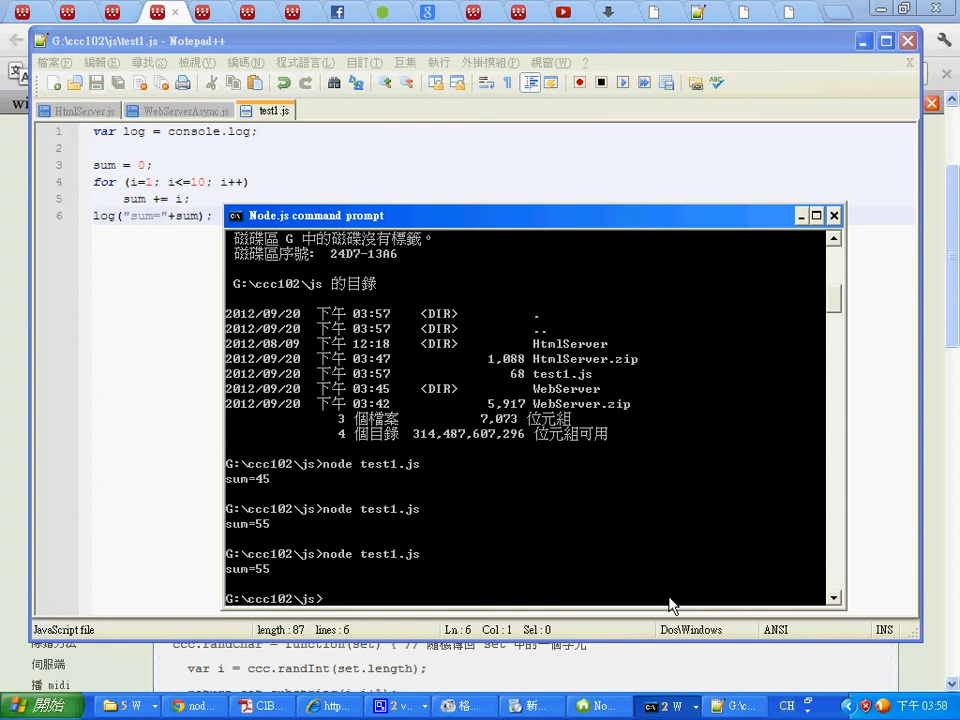 G:\ccc102\js\test1.js - Notepad++
檔案(F) 編輯(E) 尋找(S) 檢視(V) 編碼(N) 程式語言(L) 自訂(T) 巨集 執行 外掛模組(P) 視窗(W) ? X
HtmlServer.js WebServerAsync.js test1.js
1 var log = console.log;
2
3 sum = 0;
4 for (i=1; i<=10; i++)
5 sum += i;
6 log("sum="+sum);
Node.js command prompt
磁碟區 G 中的磁碟沒有標籤。
磁碟區序號: 24D7-13A6
G:\ccc102\js 的目錄
2012/09/20 下午 03:57 <DIR> .
2012/09/20 下午 03:57 <DIR> ..
2012/08/09 下午 12:18 <DIR> HtmlServer
2012/09/20 下午 03:47 1,088 HtmlServer.zip
2012/09/20 下午 03:57 68 test1.js
2012/09/20 下午 03:45 <DIR> WebServer
2012/09/20 下午 03:42 5,917 WebServer.zip
3 個檔案 7,073 位元組
4 個目錄 314,487,607,296 位元組可用
G:\ccc102\js>node test1.js
sum=45
G:\ccc102\js>node test1.js
sum=55
G:\ccc102\js>node test1.js
sum=55
G:\ccc102\js>
JavaScript file length : 87 lines : 6 Ln : 6 Col : 1 Sel : 0 Dos\Windows ANSI INS
伺服端
var i = ccc.randInt(set.length);
播 midi
開始 5 W nod... CIB... http... 2 v... 格... 新... No... 2 W G:\c... CH 下午 03:58